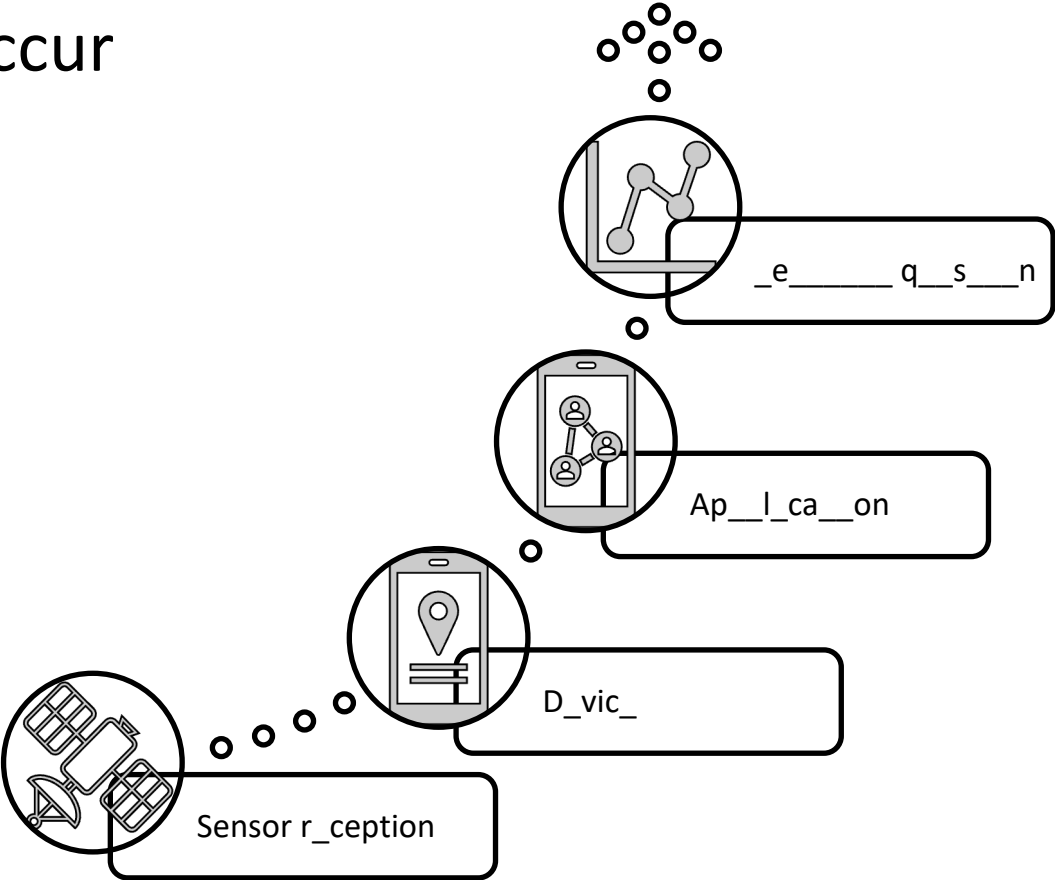 ccur
_e______ q__s___n
Ap__l_ca__on
D_vic_
Sensor r_ception